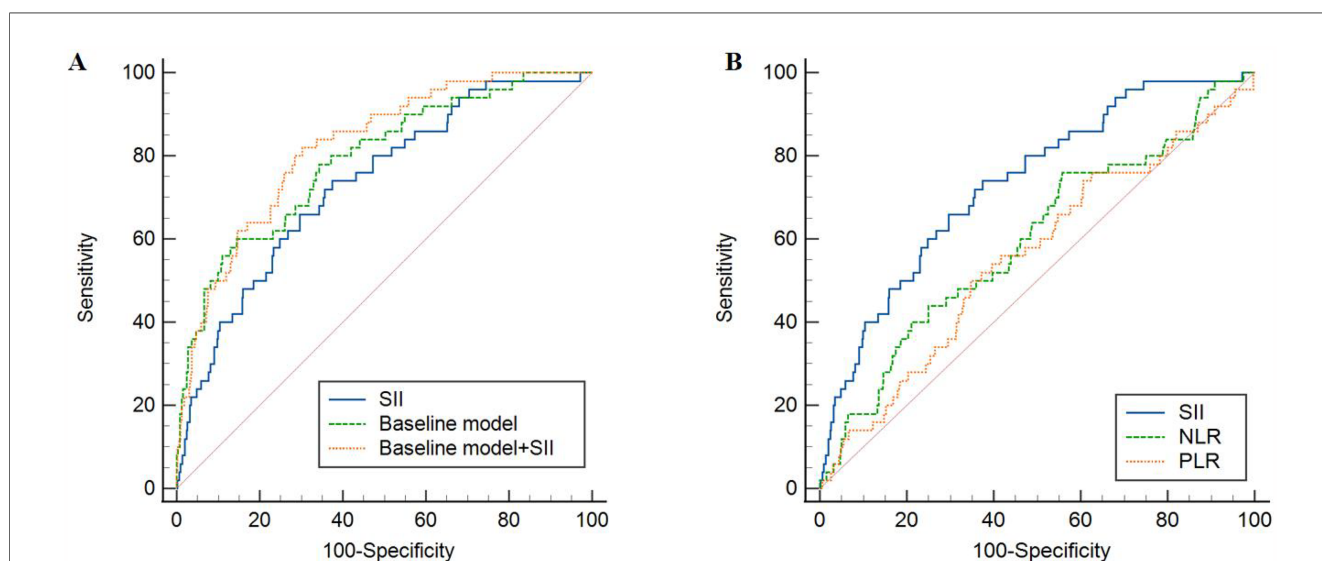 A
Sensitivity
100
80
60
40
20
0
SII
Baseline model
Baseline model+SII
0 20 40 60 80 100
100-Specificity
B
Sensitivity
100
80
60
40
20
0
SII
NLR
PLR
0 20 40 60 80 100
100-Specificity